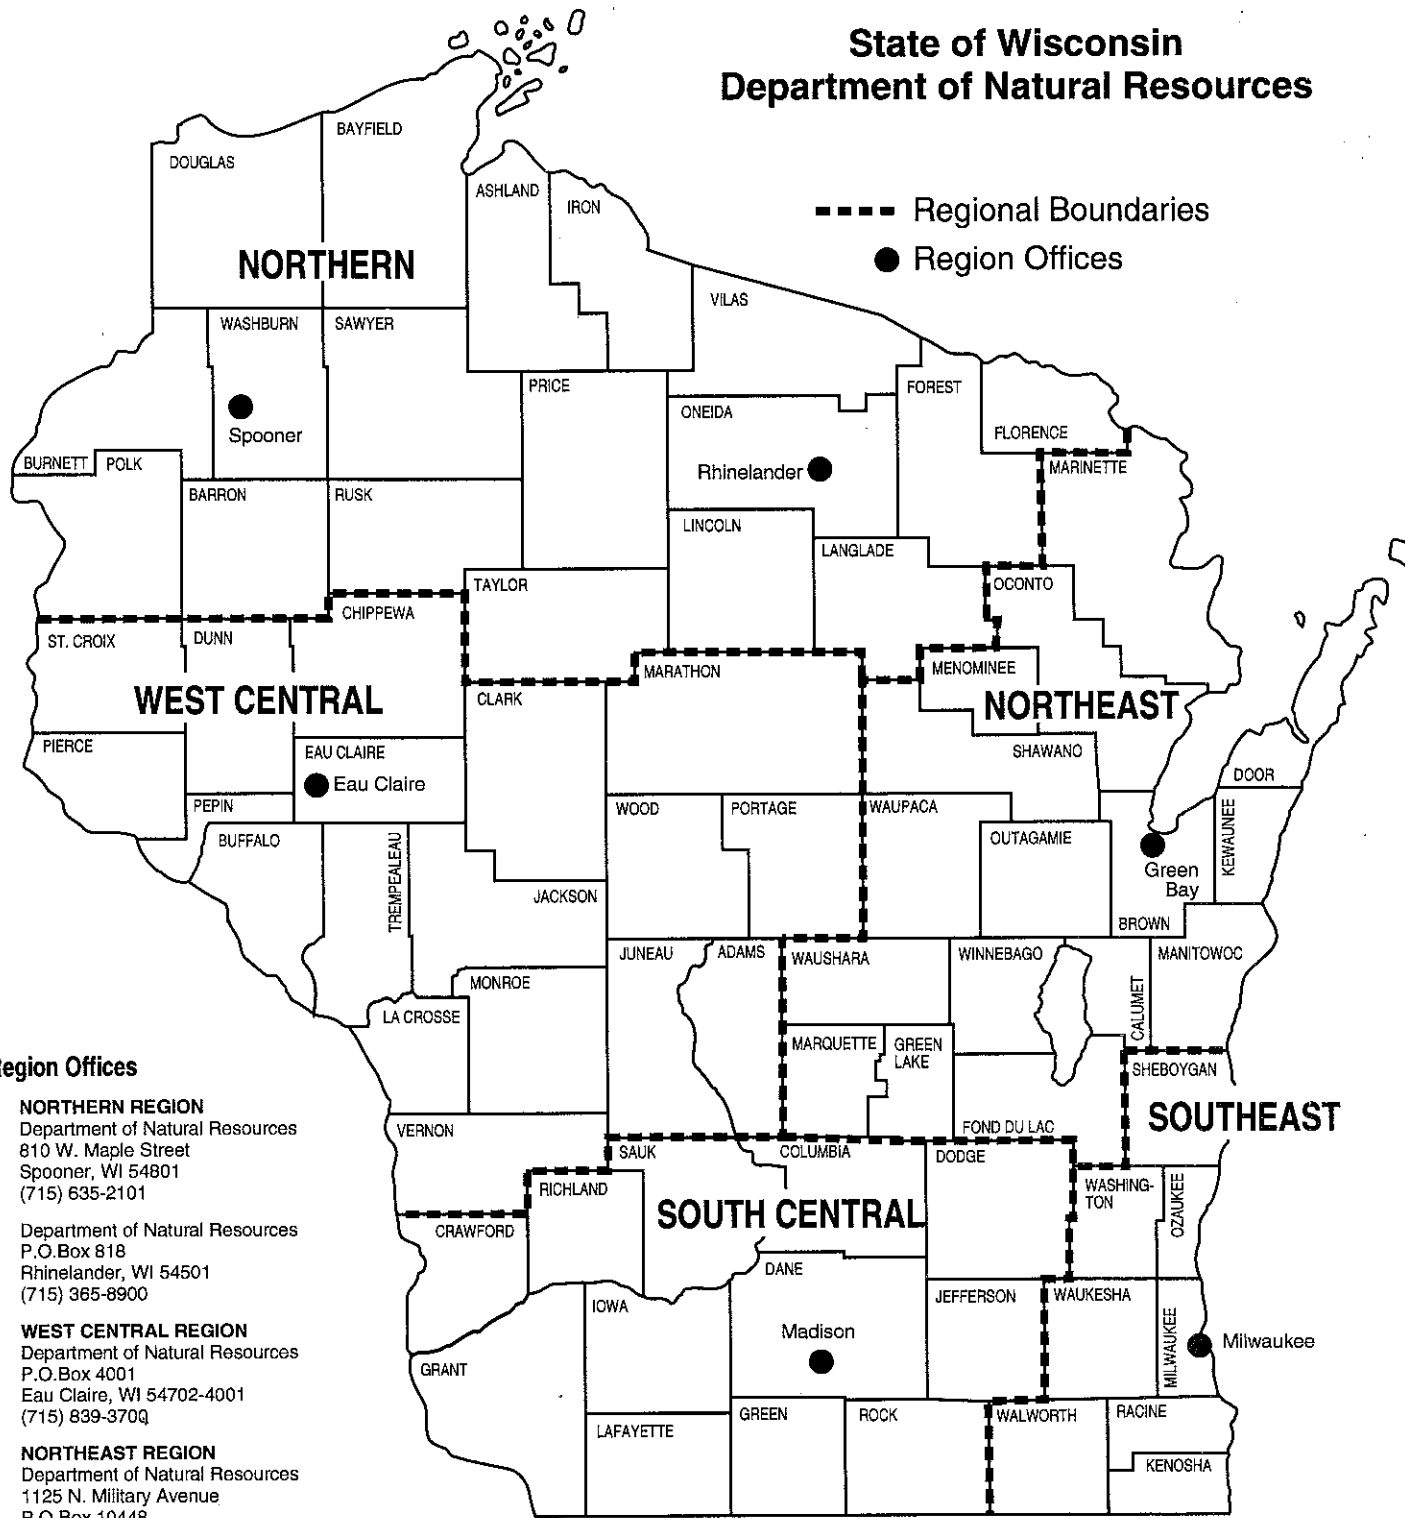 State of Wisconsin
Department of Natural Resources
Regional Boundaries
Region Offices
BAYFIELD
DOUGLAS
ASHLAND
IRON
NORTHERN
VILAS
WASHBURN
SAWYER
PRICE
FOREST
ONEIDA
Spooner
FLORENCE
BURNETT
POLK
Rhinelander
MARINETTE
BARRON
RUSK
LINCOLN
LANGLADE
TAYLOR
OCONTO
CHIPPEWA
ST. CROIX
DUNN
MARATHON
MENOMINEE
WEST CENTRAL
CLARK
NORTHEAST
PIERCE
EAU CLAIRE
SHAWANO
Eau Claire
DOOR
PEPIN
WOOD
PORTAGE
WAUPACA
BUFFALO
TREMPEALEAU
OUTAGAMIE
KEWAUNEE
Green
Bay
JACKSON
BROWN
JUNEAU
ADAMS
WAUSHARA
WINNEBAGO
MANITOWOC
MONROE
CALUMET
LA CROSSE
MARQUETTE
GREEN
LAKE
SHEBOYGAN
SOUTHEAST
VERNON
FOND DU LAC
SAUK
COLUMBIA
DODGE
RICHLAND
WASHING-
TON
OZAUKEE
SOUTH CENTRAL
CRAWFORD
DANE
IOWA
JEFFERSON
WAUKESHA
Madison
MILWAUKEE
Milwaukee
GRANT
GREEN
ROCK
WALWORTH
RACINE
LAFAYETTE
KENOSHA
egion Offices
NORTHERN REGION
Department of Natural Resources
810 W. Maple Street
Spooner, WI 54801
(715) 635-2101
Department of Natural Resources
P.O.Box 818
Rhinelander, WI 54501
(715) 365-8900
WEST CENTRAL REGION
Department of Natural Resources
P.O.Box 4001
Eau Claire, WI 54702-4001
(715) 839-3700
NORTHEAST REGION
Department of Natural Resources
1125 N. Military Avenue
P.O.Box 10448